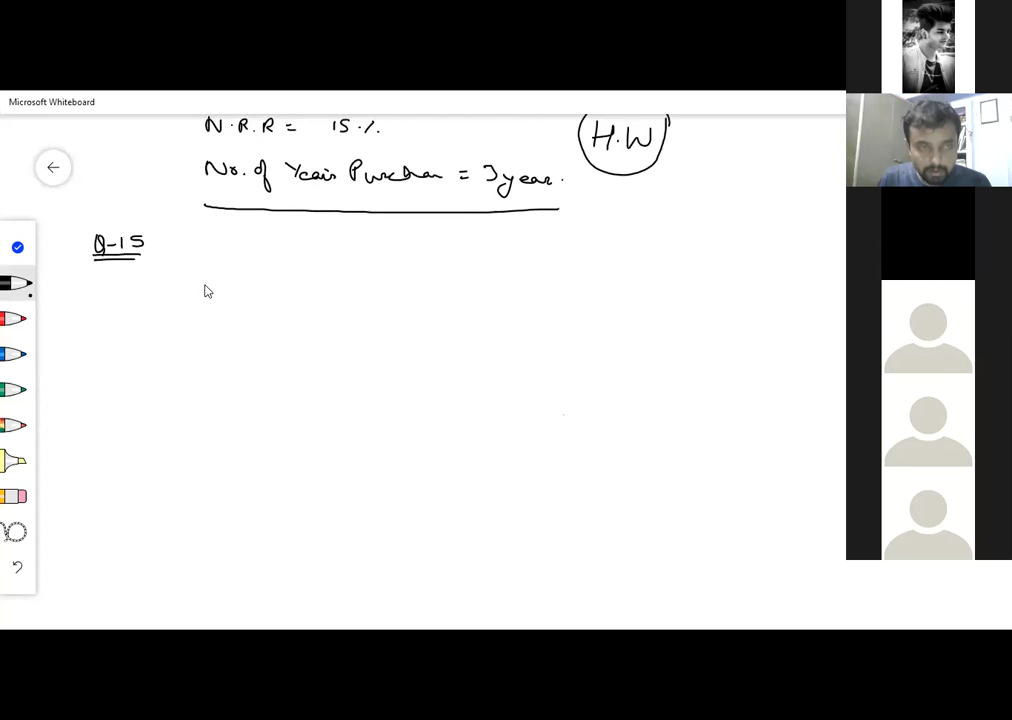 Microsoft Whiteboard
N.R.R = 15 %.
H.W
No. of Years Purchase = 3 year.
Q-15